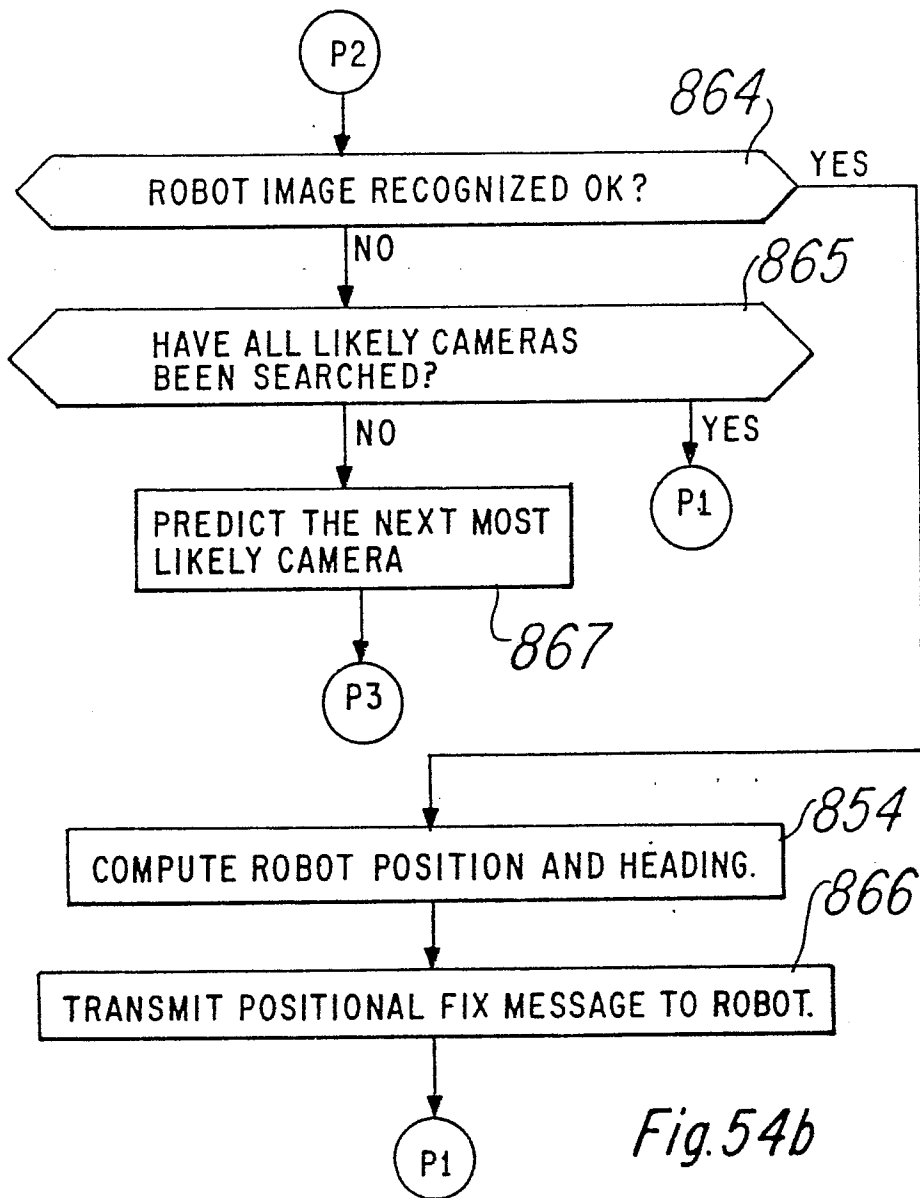 P2
864
ROBOT IMAGE RECOGNIZED OK?
YES
NO
865
HAVE ALL LIKELY CAMERAS
BEEN SEARCHED?
NO
YES
P1
PREDICT THE NEXT MOST
LIKELY CAMERA
867
P3
854
COMPUTE ROBOT POSITION AND HEADING.
866
TRANSMIT POSITIONAL FIX MESSAGE TO ROBOT.
P1
Fig.54b